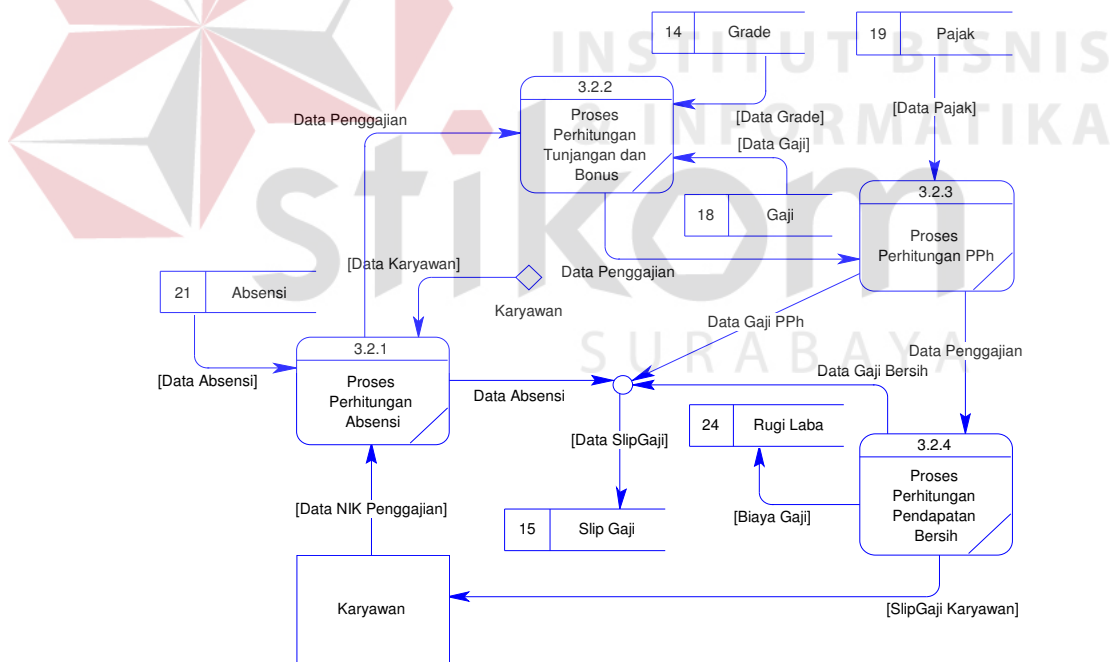 INSTITUT BISNIS
& INFORMATIKA
stikom
SURABAYA
14 Grade
19 Pajak
3.2.2
Proses
Perhitungan
Tunjangan dan
Bonus
Data Penggajian
[Data Grade]
[Data Pajak]
[Data Gaji]
18 Gaji
3.2.3
Proses
Perhitungan PPh
[Data Karyawan]
Data Penggajian
21 Absensi
Karyawan
Data Gaji PPh
3.2.1
Proses
Perhitungan
Absensi
Data Penggajian
[Data Absensi]
Data Absensi
Data Gaji Bersih
[Data SlipGaji]
24 Rugi Laba
3.2.4
Proses
Perhitungan
Pendapatan
Bersih
[Data NIK Penggajian]
15 Slip Gaji
[Biaya Gaji]
Karyawan
[SlipGaji Karyawan]